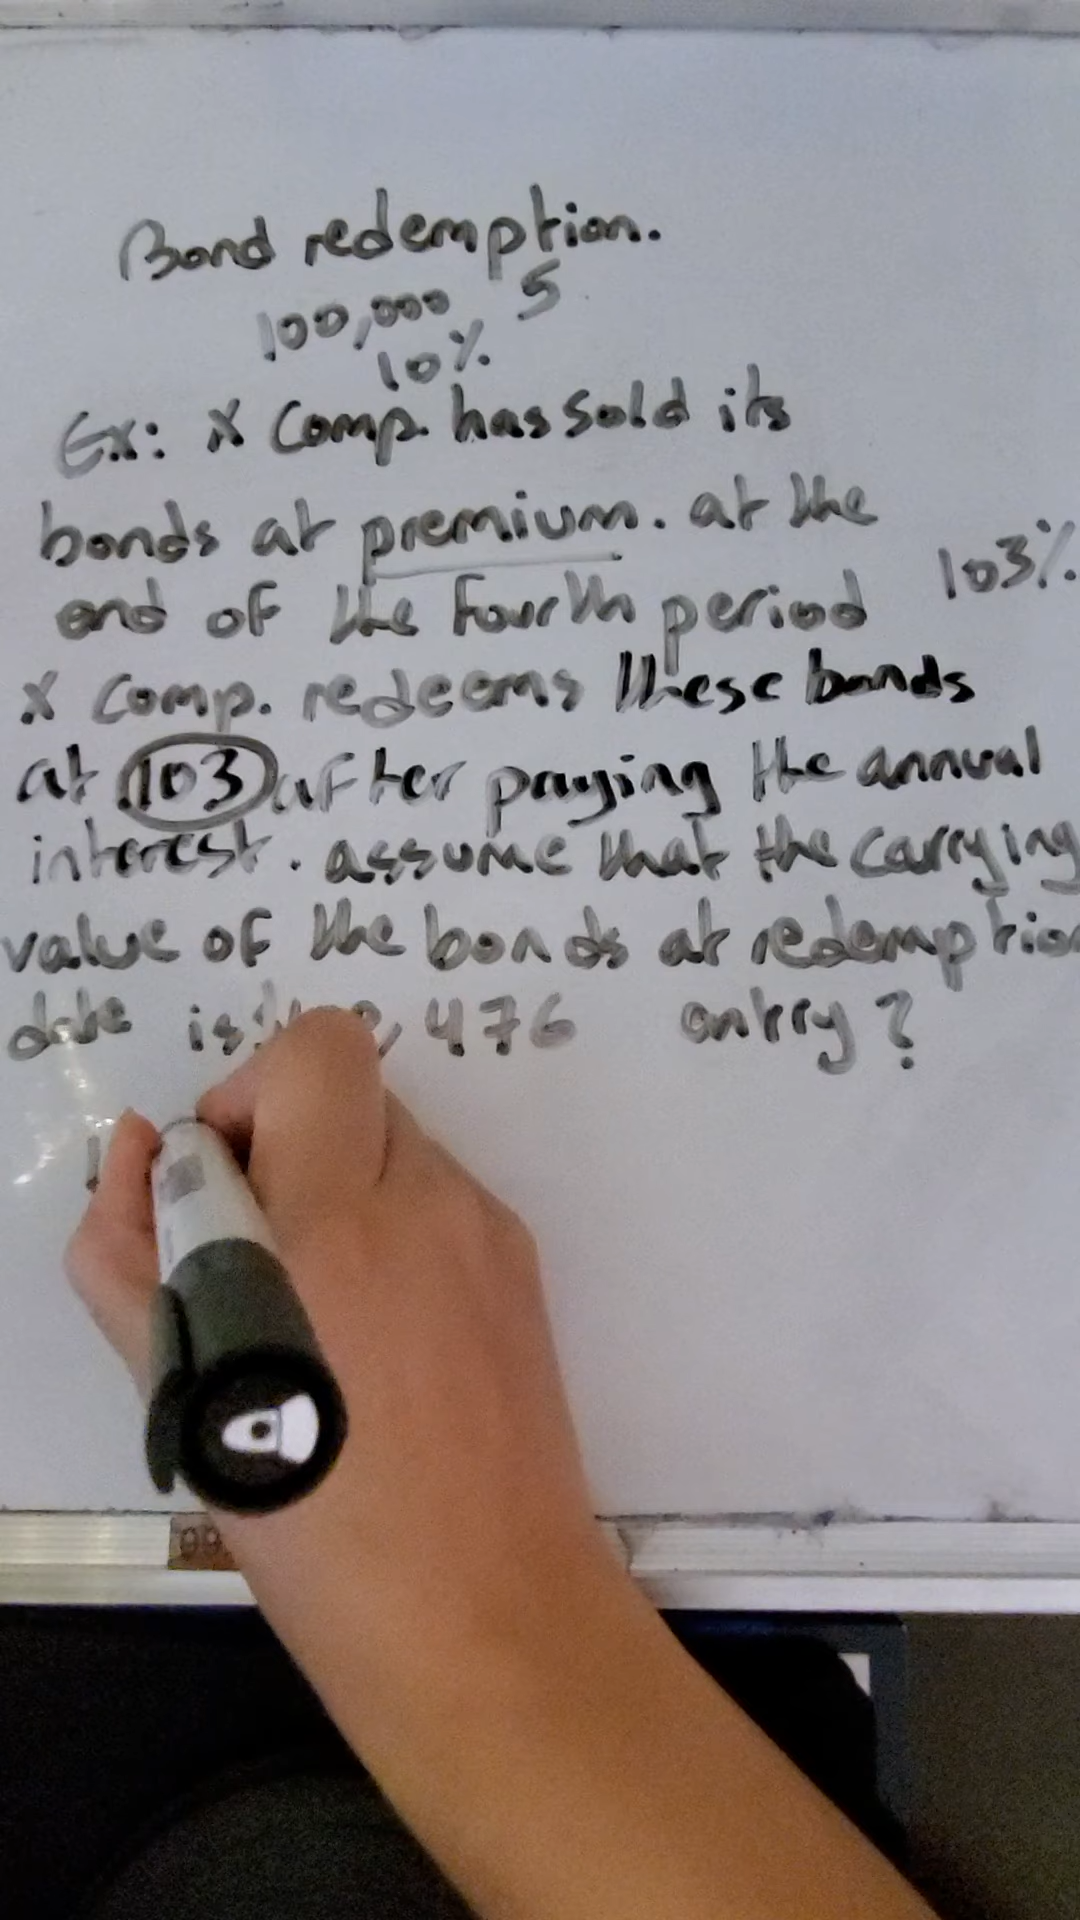 Bond redemption.
100,000 5
10%
Ex: X Comp. has sold its
bonds at premium. at the
end of the fourth period 103%
X Comp. redeems these bonds
at 103 after paying the annual
interest. assume that the carrying
value of the bonds at redemption
date is 476 entry?